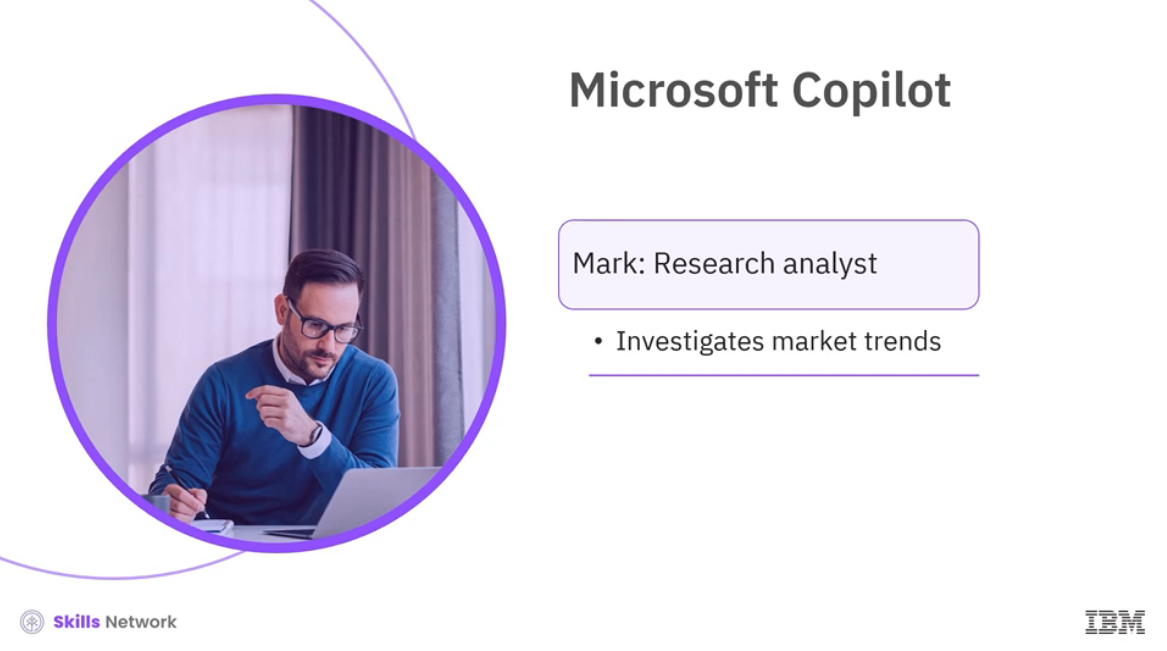 Microsoft Copilot
Mark: Research analyst
• Investigates market trends
Skills Network
IBM